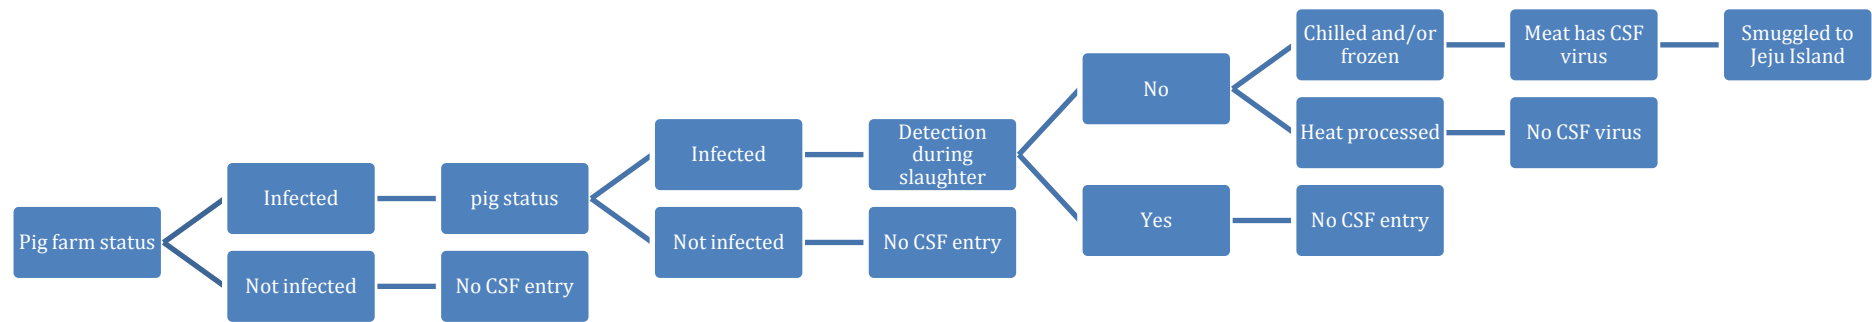 Pig farm status
Infected
Not infected
pig status
No CSF entry
Infected
Not infected
Detection
during
slaughter
No CSF entry
No
Yes
Chilled and/or
frozen
Heat processed
No CSF entry
Meat has CSF
virus
No CSF virus
Smuggled to
Jeju Island